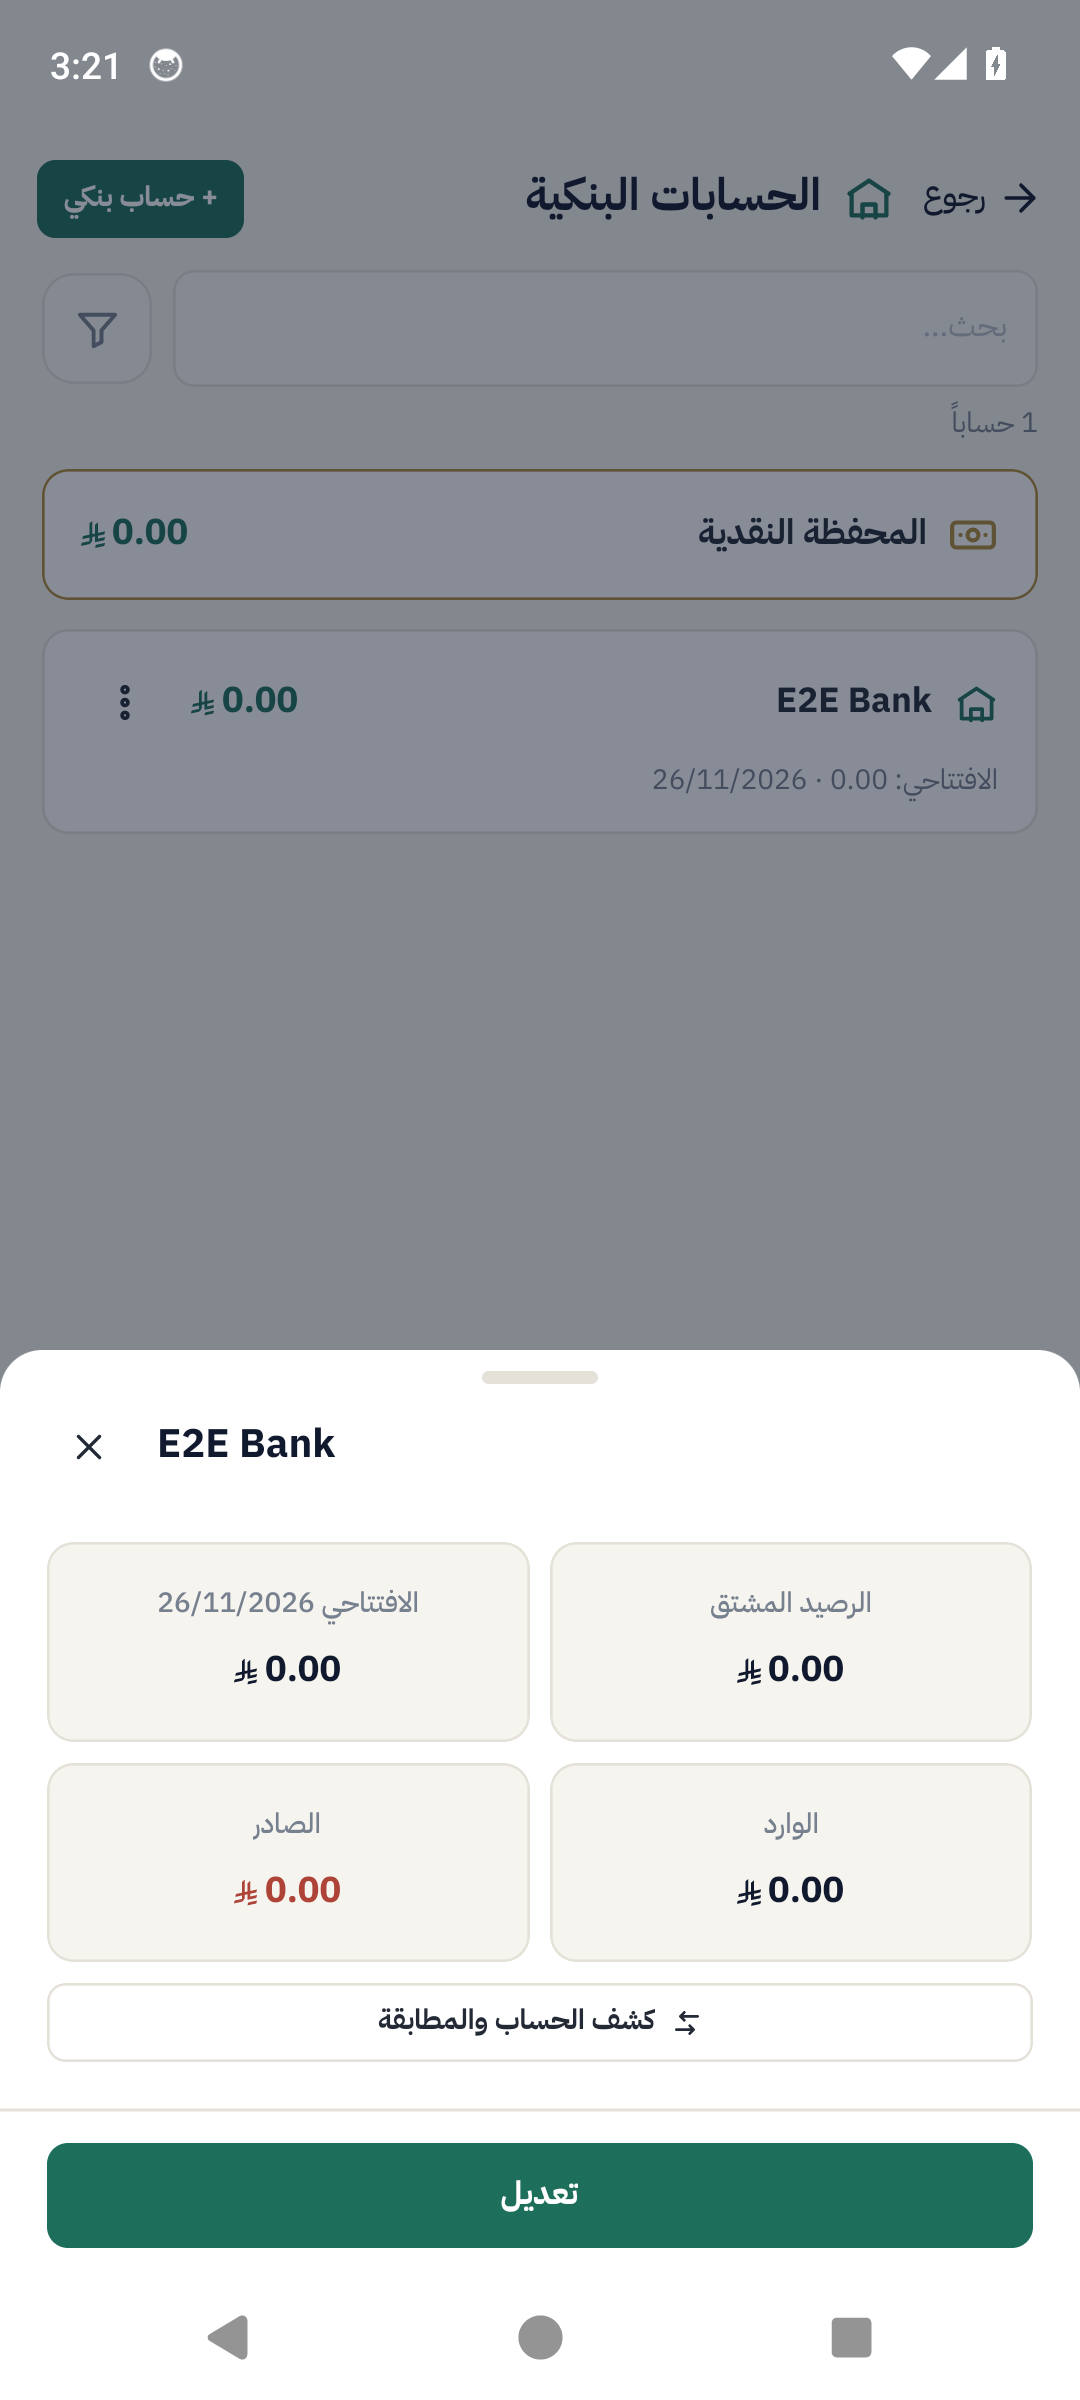 3:21
رجوع
الحسابات البنكية
+ حساب بنكي
بحث...
1 حساباً
المحفظة النقدية
0.00
E2E Bank
0.00
الافتتاحي: 0.00 · 26/11/2026
E2E Bank
الرصيد المشتق
0.00
الافتتاحي 26/11/2026
0.00
الوارد
0.00
الصادر
0.00
كشف الحساب والمطابقة
تعديل